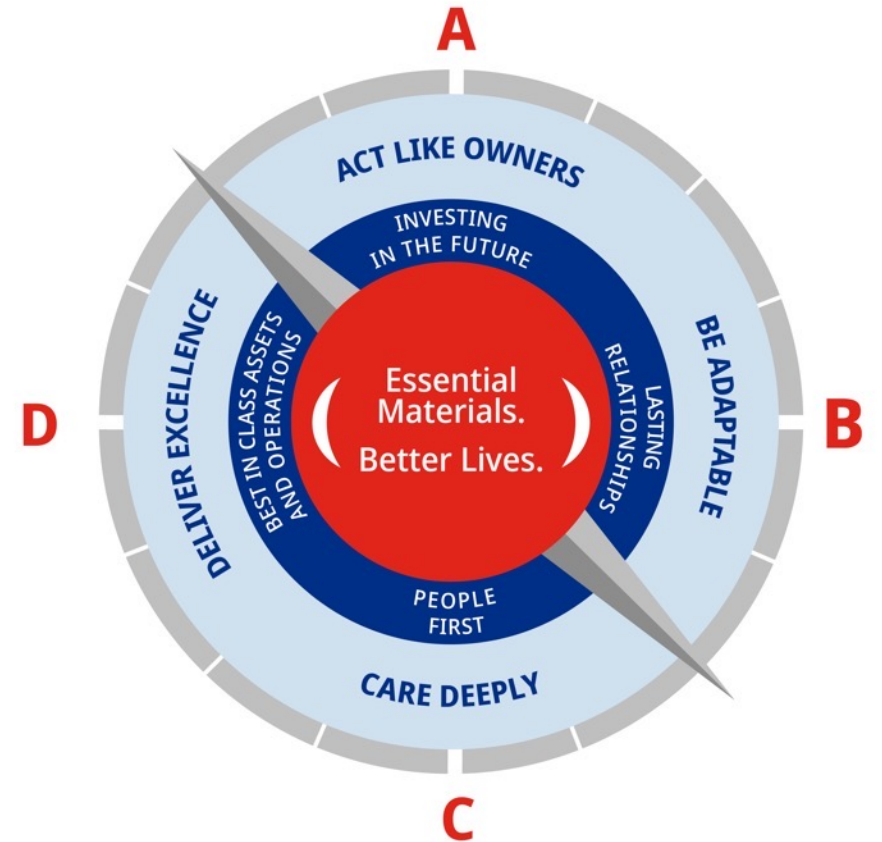 A
ACT LIKE OWNERS
INVESTING
IN THE FUTURE
D
DELIVER EXCELLENCE
BEST IN CLASS ASSETS
AND OPERATIONS
Essential
Materials.
Better Lives.
LASTING
RELATIONSHIPS
BE ADAPTABLE
B
PEOPLE
FIRST
CARE DEEPLY
C